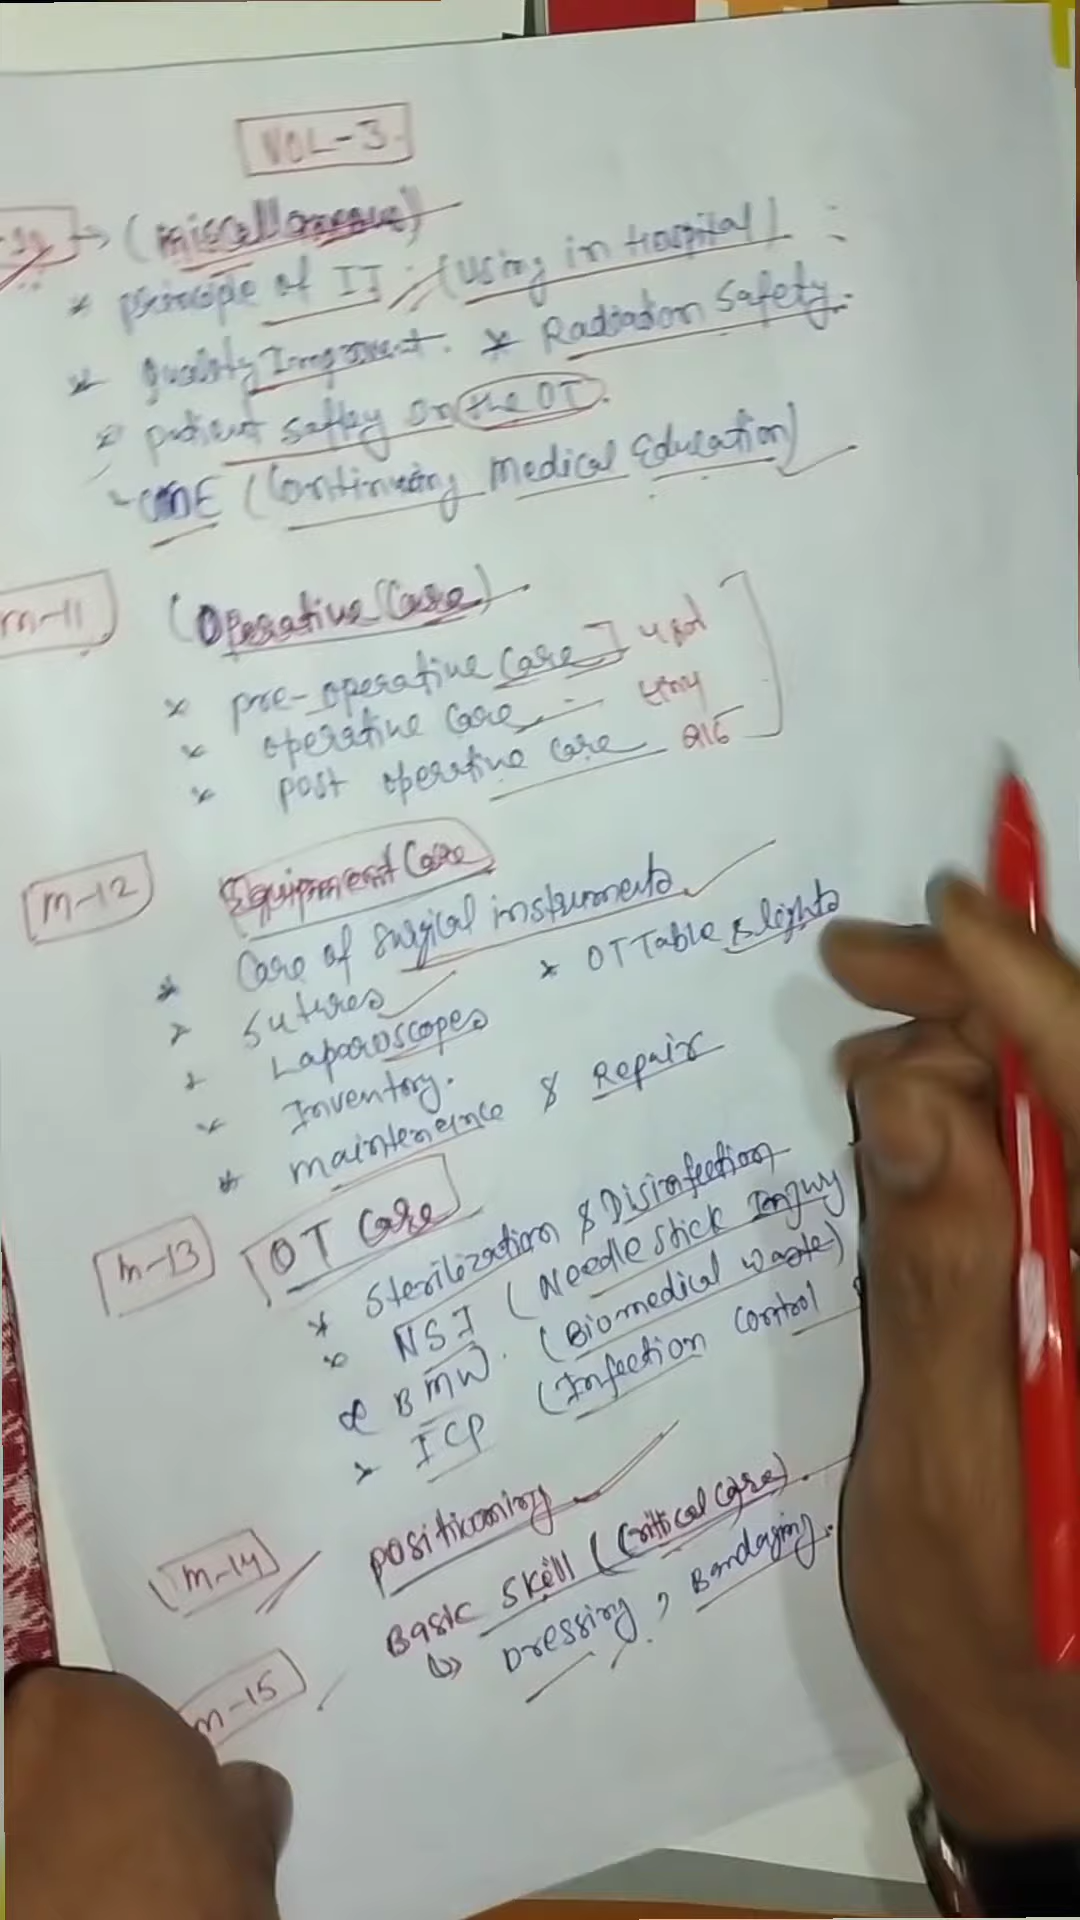 VOL-3.
→ (Miscellaneous)
* principle of IT (using in Hospital) :
* Quality Improvment. * Radiation Safety.
* patient saftey on the OT.
CME (Continuing Medical Education)
m-11 (Operative Care)
* pre-operative care
* operative care
* post operative care
m-12 Equipment Care
* Care of Surgical instruments
* Sutures * OT Table & lights
* Laparoscopes
* Inventory.
* maintenance & Repair
m-13 OT Care
* Sterilization & Disinfection
* NSI (Needle stick Injury
* BMW. (Biomedical waste)
* ICP (Infection control
m-14 positioning
m-15 Basic Skill (Critical Care).
Dressing, Bandaging.